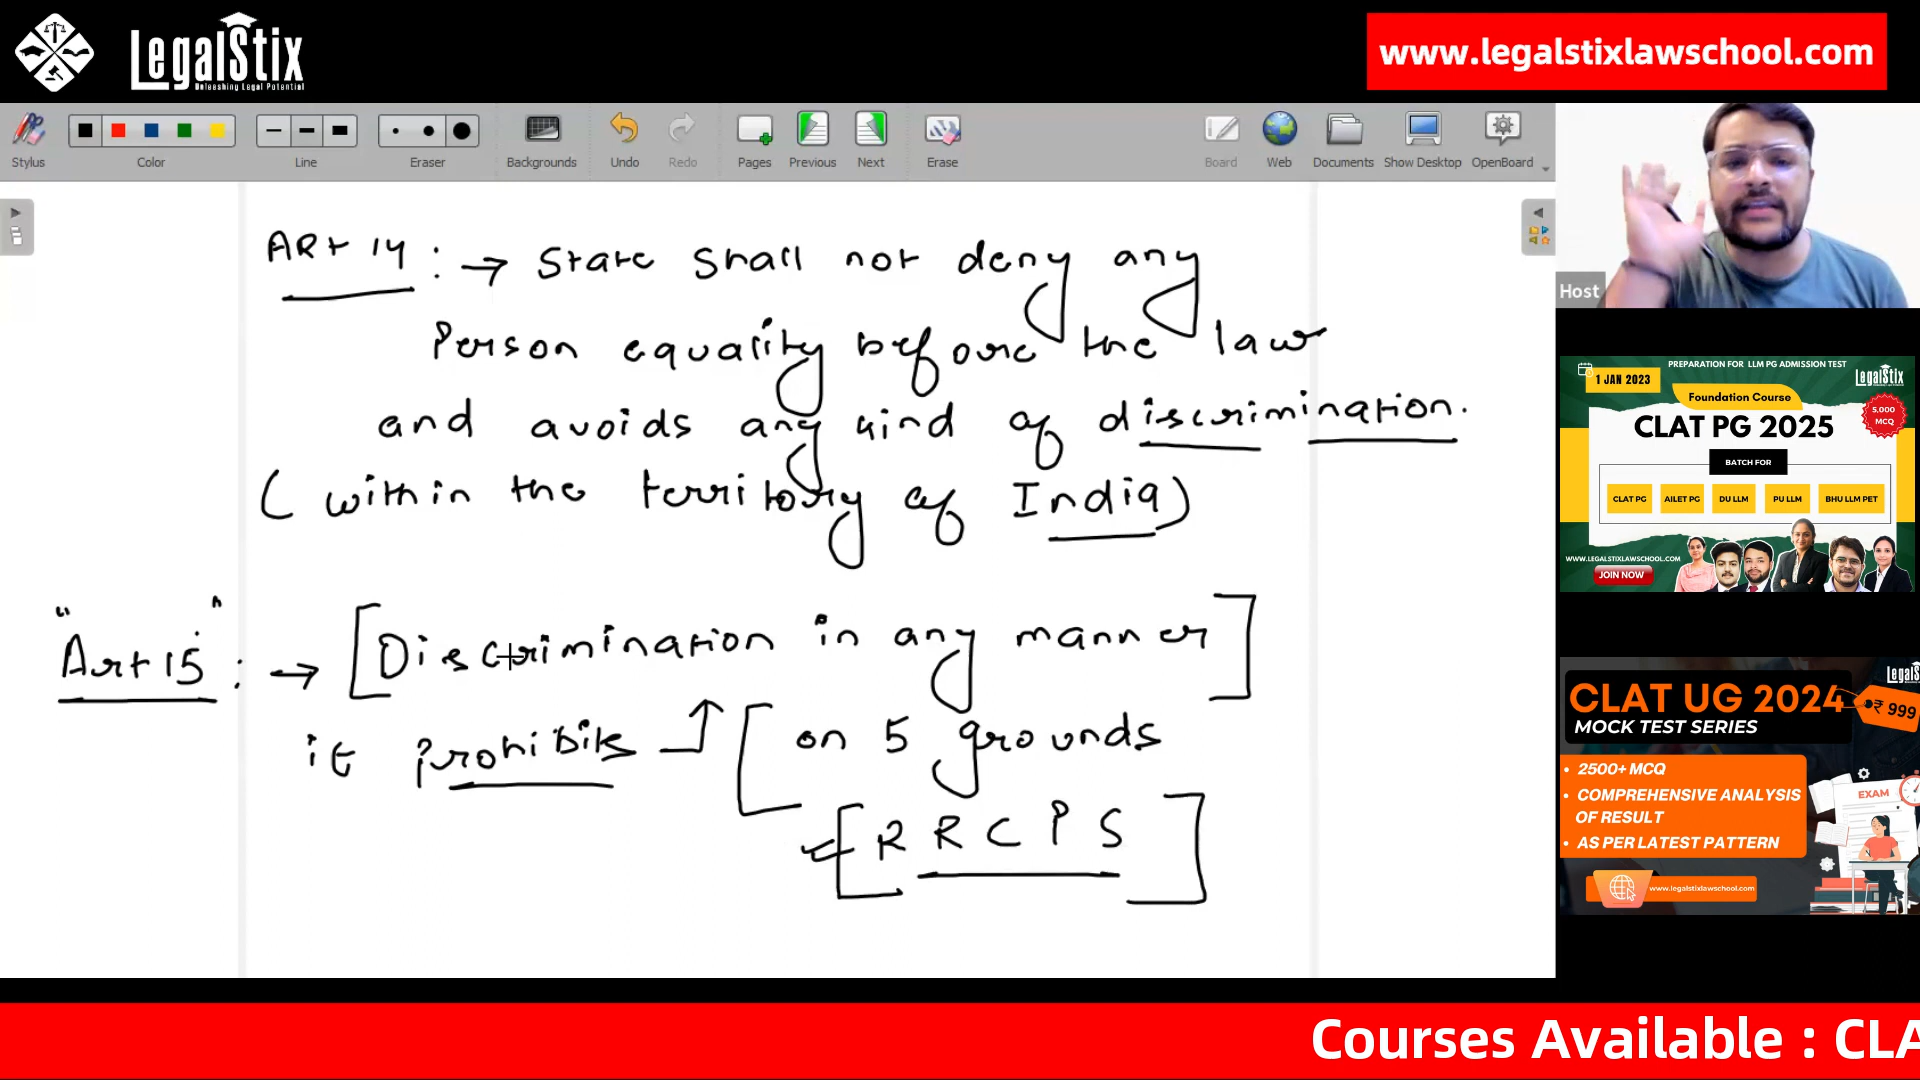 LegalStix
Unleashing Legal Potential
www.legalstixlawschool.com
Stylus
Color
Line
Eraser
Backgrounds
Undo
Redo
Pages
Previous
Next
Erase
Board
Web
Documents
Show Desktop
OpenBoard
ARt 14 : → State shall not deny any
Person equality before the law
and avoids any kind of discrimination.
( within the territory of India)
"Art 15" : → [Discrimination in any manner]
it prohibits [on 5 grounds
[R R C P S]
Host
PREPARATION FOR LLM PG ADMISSION TEST
LegalStix
1 JAN 2023
Foundation Course
5,000
MCQ
CLAT PG 2025
BATCH FOR
CLAT PG
AILET PG
DU LLM
PU LLM
BHU LLM PET
WWW.LEGALSTIXLAWSCHOOL.COM
JOIN NOW
Legals
CLAT UG 2024
₹ 999
MOCK TEST SERIES
• 2500+ MCQ
• COMPREHENSIVE ANALYSIS
OF RESULT
• AS PER LATEST PATTERN
EXAM
www.legalstixlawschool.com
Courses Available : CLA